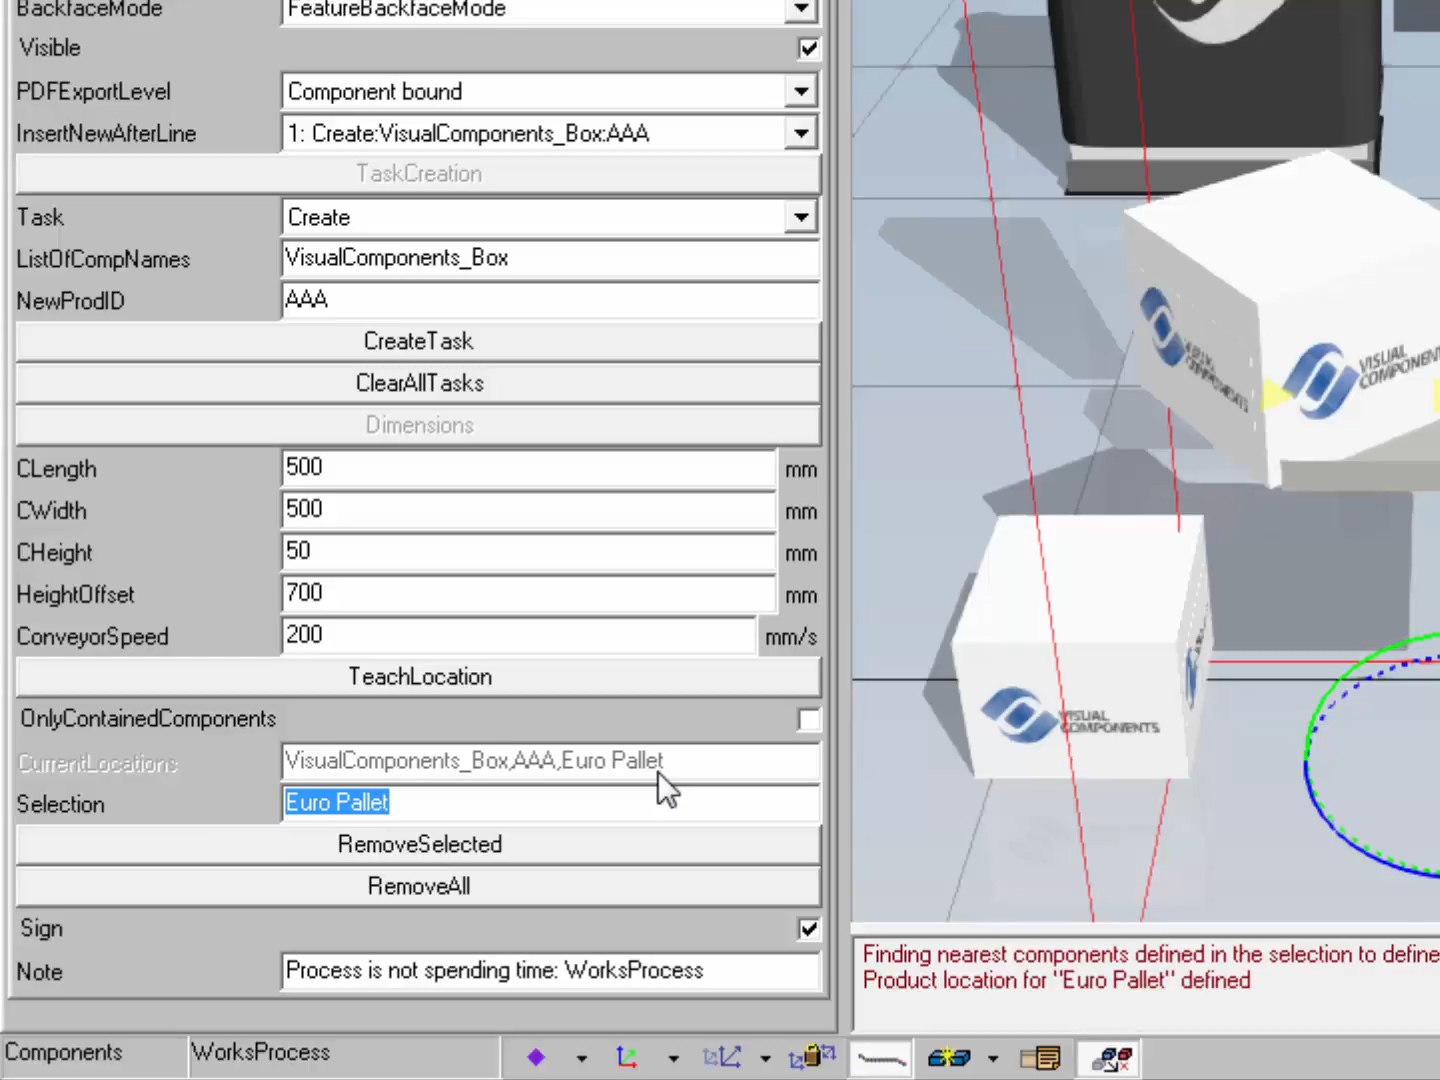 BackfaceMode FeatureBackfaceMode
Visible
PDFExportLevel Component bound
InsertNewAfterLine 1: Create:VisualComponents_Box:AAA
TaskCreation
Task Create
ListOfCompNames VisualComponents_Box
NewProdID AAA
CreateTask
ClearAllTasks
Dimensions
CLength 500 mm
CWidth 500 mm
CHeight 50 mm
HeightOffset 700 mm
ConveyorSpeed 200 mm/s
TeachLocation
OnlyContainedComponents
CurrentLocations VisualComponents_Box,AAA,Euro Pallet
Selection Euro Pallet
RemoveSelected
RemoveAll
Sign
Note Process is not spending time: WorksProcess
Components WorksProcess
VISUAL
COMPONENTS
VISUAL
COMPONENT
VISUAL
COMPONENTS
Finding nearest components defined in the selection to define
Product location for "Euro Pallet" defined